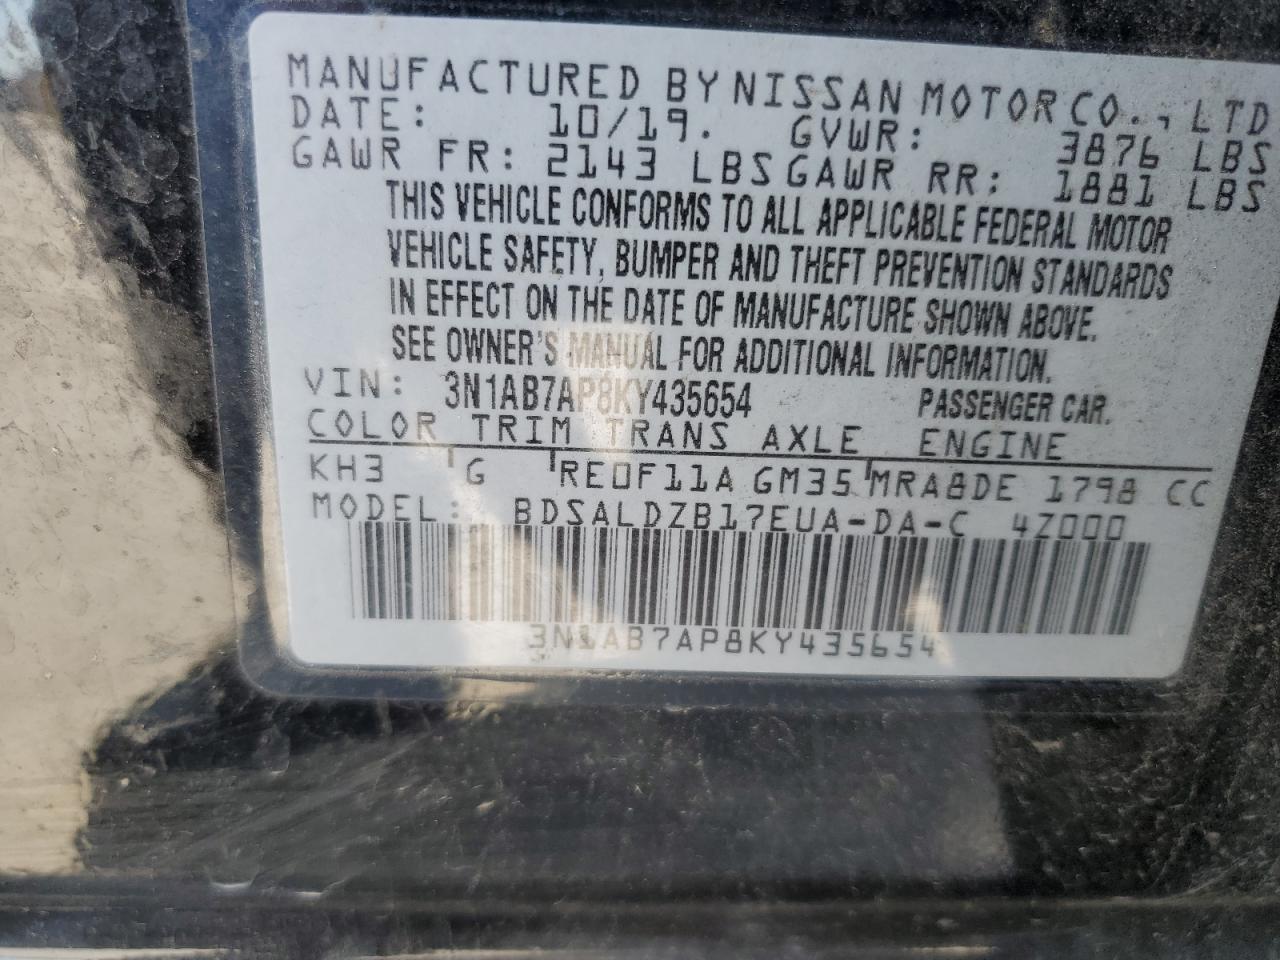 MANUFACTURED BY NISSAN MOTOR CO., LTD
DATE: 10/19. GVWR: 3876 LBS
GAWR FR: 2143 LBS GAWR RR: 1881 LBS
THIS VEHICLE CONFORMS TO ALL APPLICABLE FEDERAL MOTOR
VEHICLE SAFETY, BUMPER AND THEFT PREVENTION STANDARDS
IN EFFECT ON THE DATE OF MANUFACTURE SHOWN ABOVE.
SEE OWNER'S MANUAL FOR ADDITIONAL INFORMATION.
VIN: 3N1AB7AP8KY435654 PASSENGER CAR.
COLOR TRIM TRANS AXLE ENGINE
KH3 G RE0F11A GM35 MRA8DE 1798 CC
MODEL: BDSALDZB17EUA-DA-C 4Z000
3N1AB7AP8KY435654